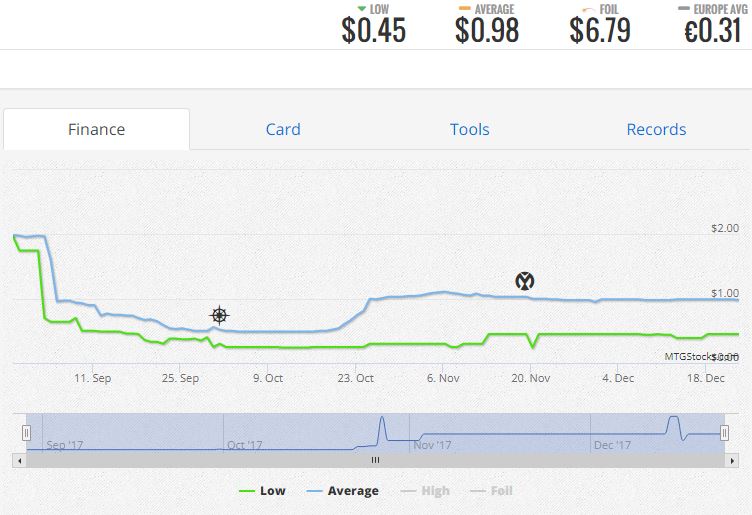 LOW AVERAGE FOIL EUROPE AVG
$0.45 $0.98 $6.79 €0.31
Finance Card Tools Records
$2.00
$1.00
MTGStocks.com $0.00
11. Sep 25. Sep 9. Oct 23. Oct 6. Nov 20. Nov 4. Dec 18. Dec
Sep '17 Oct '17 Nov '17 Dec '17
Low Average High Foil